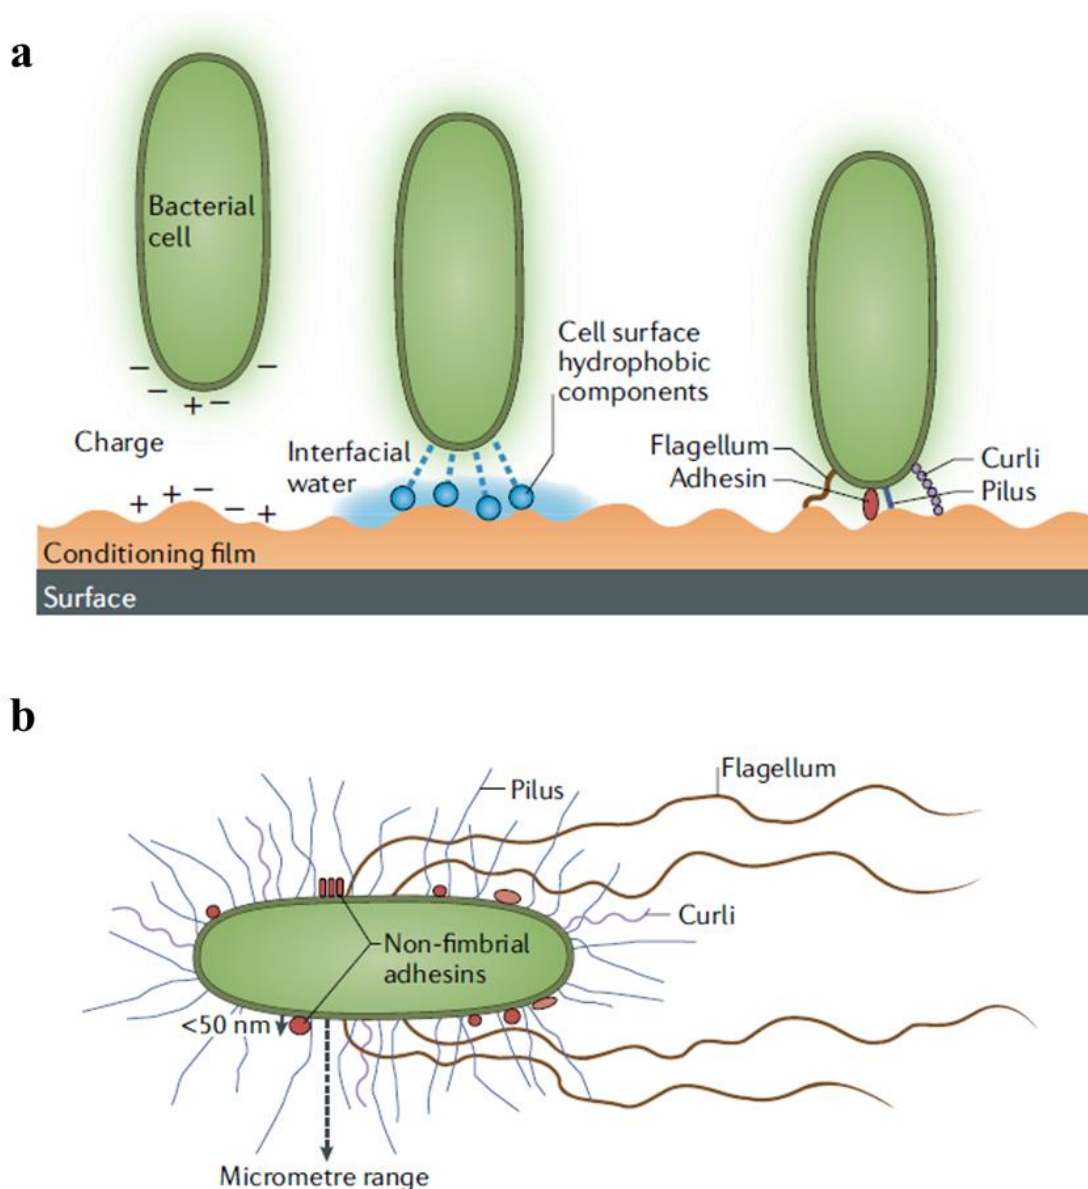 a
Bacterial
cell
− − + − −
Charge
+ + − − +
Interfacial
water
Cell surface
hydrophobic
components
Flagellum
Adhesin
Curli
Pilus
Conditioning film
Surface
b
Pilus
Flagellum
Curli
Non-fimbrial
adhesins
<50 nm
Micrometre range